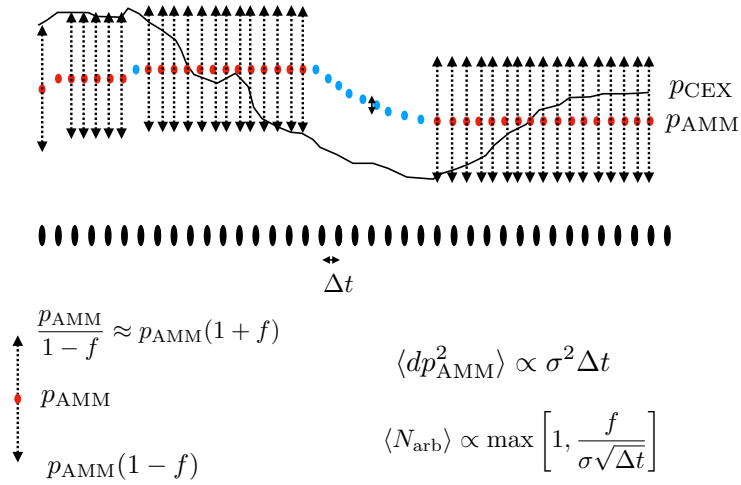 p_CEX
p_AMM
Δt
p_AMM / (1 − f) ≈ p_AMM(1 + f)
p_AMM
p_AMM(1 − f)
⟨dp²_AMM⟩ ∝ σ²Δt
⟨N_arb⟩ ∝ max [1, f / (σ√Δt)]